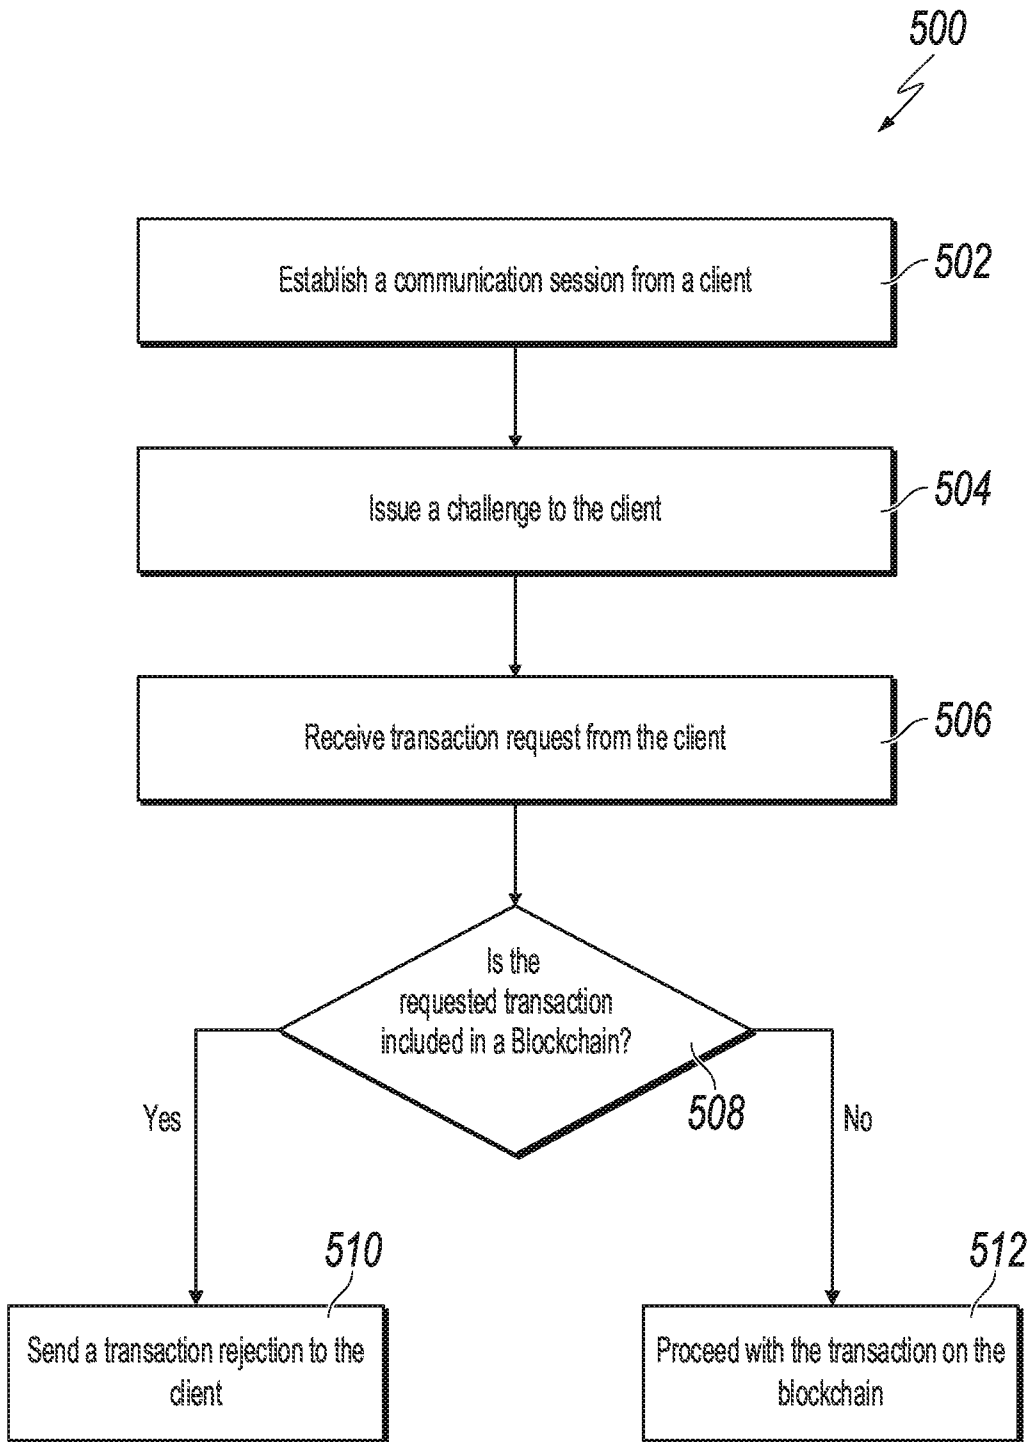 500
Establish a communication session from a client
502
Issue a challenge to the client
504
Receive transaction request from the client
506
Is the
requested transaction
included in a Blockchain?
508
Yes
No
510
512
Send a transaction rejection to the
client
Proceed with the transaction on the
blockchain